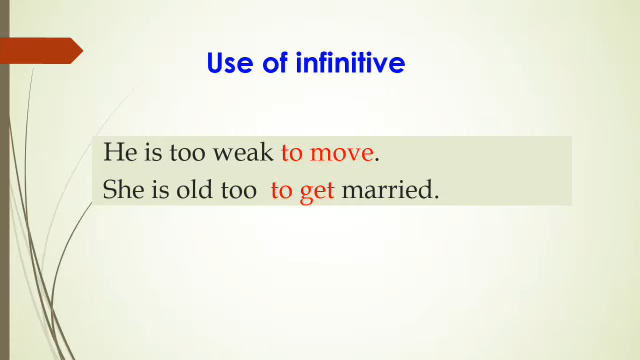 Use of infinitive
He is too weak to move.
She is old too to get married.